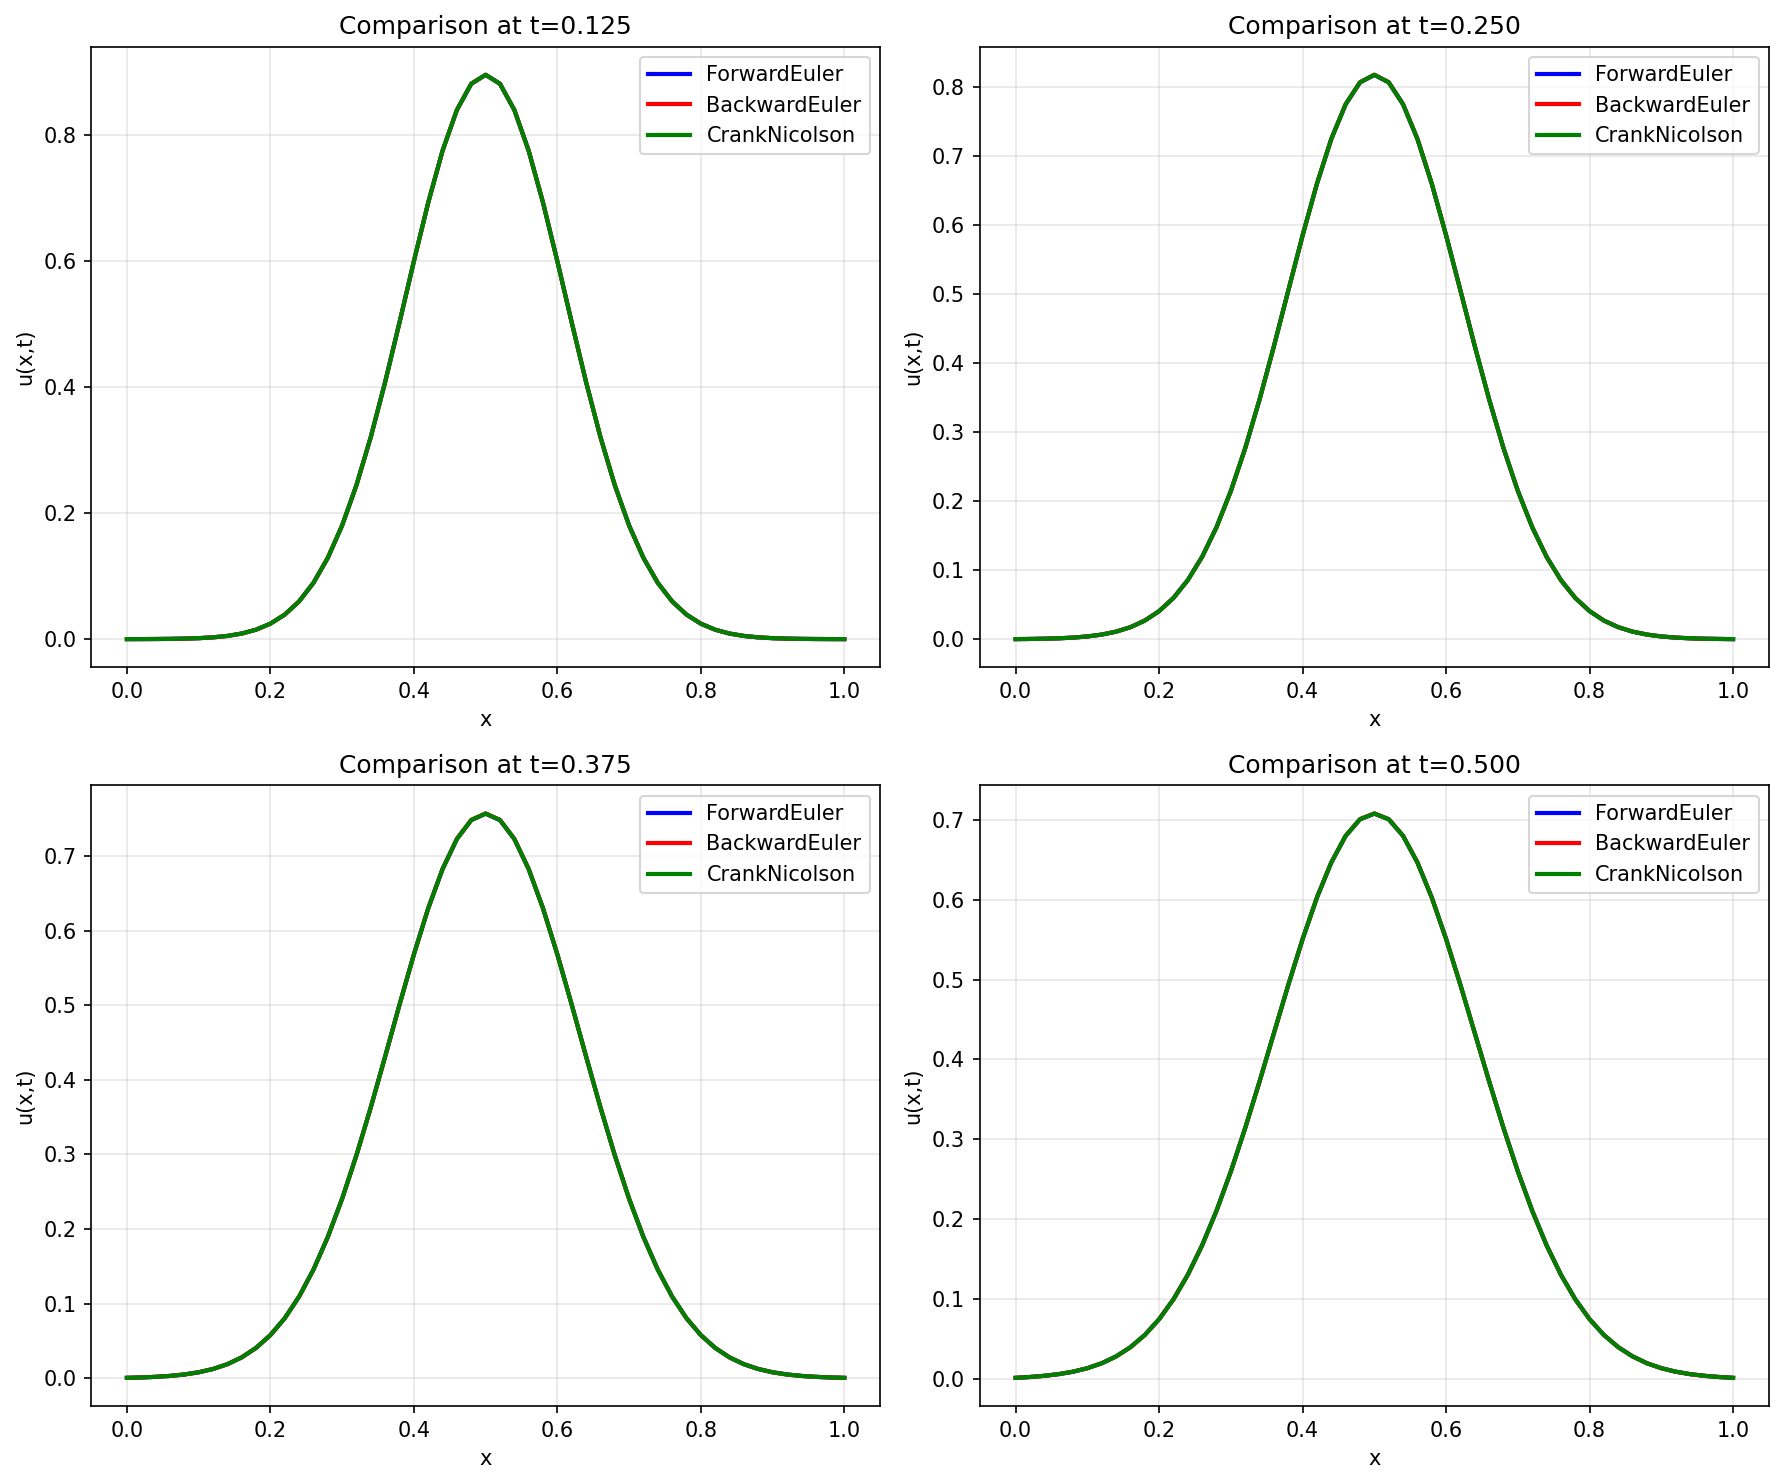 Comparison at t=0.125
ForwardEuler
BackwardEuler
CrankNicolson
u(x,t)
0.8
0.6
0.4
0.2
0.0
0.0 0.2 0.4 0.6 0.8 1.0
x
Comparison at t=0.250
ForwardEuler
BackwardEuler
CrankNicolson
u(x,t)
0.8
0.7
0.6
0.5
0.4
0.3
0.2
0.1
0.0
0.0 0.2 0.4 0.6 0.8 1.0
x
Comparison at t=0.375
ForwardEuler
BackwardEuler
CrankNicolson
u(x,t)
0.7
0.6
0.5
0.4
0.3
0.2
0.1
0.0
0.0 0.2 0.4 0.6 0.8 1.0
x
Comparison at t=0.500
ForwardEuler
BackwardEuler
CrankNicolson
u(x,t)
0.7
0.6
0.5
0.4
0.3
0.2
0.1
0.0
0.0 0.2 0.4 0.6 0.8 1.0
x